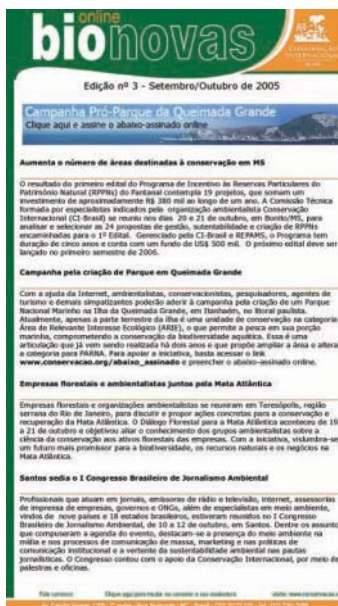 online
bionovas
CONSERVAÇÃO
INTERNACIONAL
Edição nº 3 - Setembro/Outubro de 2005
Campanha Pró-Parque da Queimada Grande
Clique aqui e assine o abaixo-assinado online
Aumenta o número de áreas destinadas à conservação em MS
O resultado do primeiro edital do Programa de Incentivo às Reservas Particulares do
Patrimônio Natural (RPPNs) do Pantanal contempla 19 projetos, que somam um
investimento de aproximadamente R$ 380 mil ao longo de um ano. A Comissão Técnica
formada por especialistas indicados pela organização ambientalista Conservação
Internacional (CI-Brasil) se reuniu nos dias 20 e 21 de outubro, em Bonito/MS, para
analisar e selecionar as 24 propostas de gestão, sustentabilidade e criação de RPPNs
encaminhadas para o 1º Edital. Gerenciado pela CI-Brasil e REPAMS, o Programa tem
duração de cinco anos e conta com um fundo de US$ 500 mil. O próximo edital deve ser
lançado no primeiro semestre de 2006.
Campanha pela criação de Parque em Queimada Grande
Com a ajuda da Internet, ambientalistas, conservacionistas, pesquisadores, agentes de
turismo e demais simpatizantes poderão aderir à campanha pela criação de um Parque
Nacional Marinho na Ilha da Queimada Grande, em Itanhaém, no litoral paulista.
Atualmente, apenas a parte terrestre da ilha é uma unidade de conservação na categoria
Área de Relevante Interesse Ecológico (ARIE), o que permite a pesca em sua porção
marinha, comprometendo a conservação da biodiversidade aquática. Essa é uma
articulação que já vem sendo realizada há dois anos e que propõe ampliar a área e altera
a categoria para PARNA. Para apoiar a iniciativa, basta acessar o link
www.conservacao.org/abaixo_assinado e preencher o abaixo-assinado online.
Empresas florestais e ambientalistas juntos pela Mata Atlântica
Empresas florestais e organizações ambientalistas se reuniram em Teresópolis, região
serrana do Rio de Janeiro, para discutir e propor ações concretas para a conservação e
recuperação da Mata Atlântica. O Diálogo Florestal para a Mata Atlântica aconteceu de 19
a 21 de outubro e objetivou aliar o conhecimento dos grupos ambientalistas sobre a
ciência da conservação aos ativos florestais das empresas. Com a iniciativa, vislumbra-se
um futuro mais promissor para a biodiversidade, os recursos naturais e os negócios na
Mata Atlântica.
Santos sedia o I Congresso Brasileiro de Jornalismo Ambiental
Profissionais que atuam em jornais, emissoras de rádio e televisão, internet, assessorias
de imprensa de empresas, governos e ONGs, além de especialistas em meio ambiente,
vindos de nove países e 18 estados brasileiros, estiveram reunidos no I Congresso
Brasileiro de Jornalismo Ambiental, de 10 a 12 de outubro, em Santos. Dentre os assunto
que compuseram a agenda do evento, destacam-se a presença do meio ambiente na
mídia e nos processos de comunicação de massa, marketing e nas políticas de
comunicação institucional e a vertente da sustentabilidade ambiental nas pautas
jornalísticas. O Congresso contou com o apoio da Conservação Internacional, por meio de
palestras e oficinas.
Fale conosco
Clique aqui para mudar ou cancelar a sua assinatura